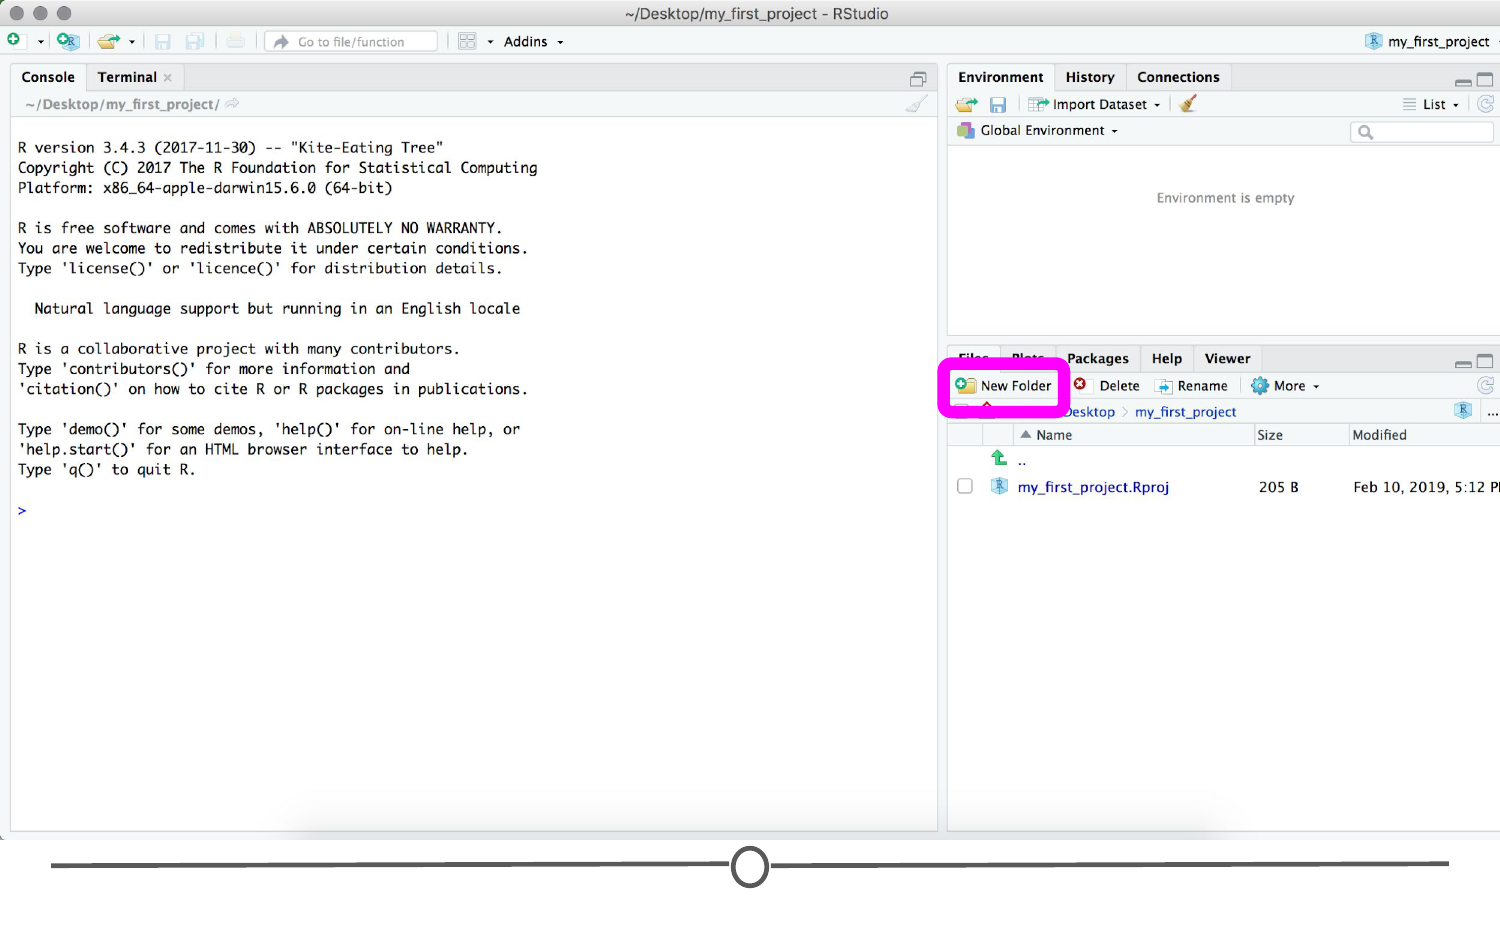 ~/Desktop/my_first_project - RStudio
Go to file/function
Addins
my_first_project
Console Terminal
~/Desktop/my_first_project/
R version 3.4.3 (2017-11-30) -- "Kite-Eating Tree"
Copyright (C) 2017 The R Foundation for Statistical Computing
Platform: x86_64-apple-darwin15.6.0 (64-bit)
R is free software and comes with ABSOLUTELY NO WARRANTY.
You are welcome to redistribute it under certain conditions.
Type 'license()' or 'licence()' for distribution details.
Natural language support but running in an English locale
R is a collaborative project with many contributors.
Type 'contributors()' for more information and
'citation()' on how to cite R or R packages in publications.
Type 'demo()' for some demos, 'help()' for on-line help, or
'help.start()' for an HTML browser interface to help.
Type 'q()' to quit R.
>
Environment History Connections
Import Dataset List
Global Environment
Environment is empty
Files Plots Packages Help Viewer
New Folder Delete Rename More
Desktop my_first_project ...
Name Size Modified
..
my_first_project.Rproj 205 B Feb 10, 2019, 5:12 P